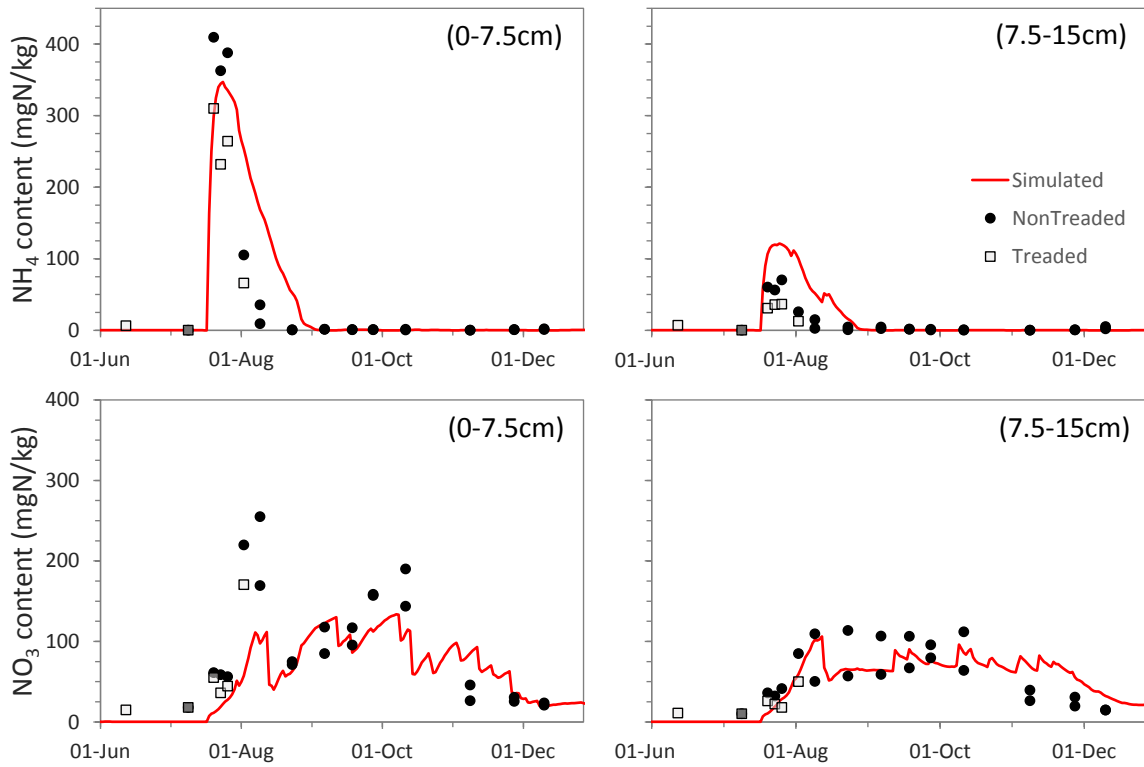 NH4 content (mgN/kg)
400
300
200
100
0
01-Jun
01-Aug
01-Oct
01-Dec
(0-7.5cm)
(7.5-15cm)
Simulated
NonTreaded
Treaded
01-Jun
01-Aug
01-Oct
01-Dec
NO3 content (mgN/kg)
400
300
200
100
0
01-Jun
01-Aug
01-Oct
01-Dec
(0-7.5cm)
(7.5-15cm)
01-Jun
01-Aug
01-Oct
01-Dec